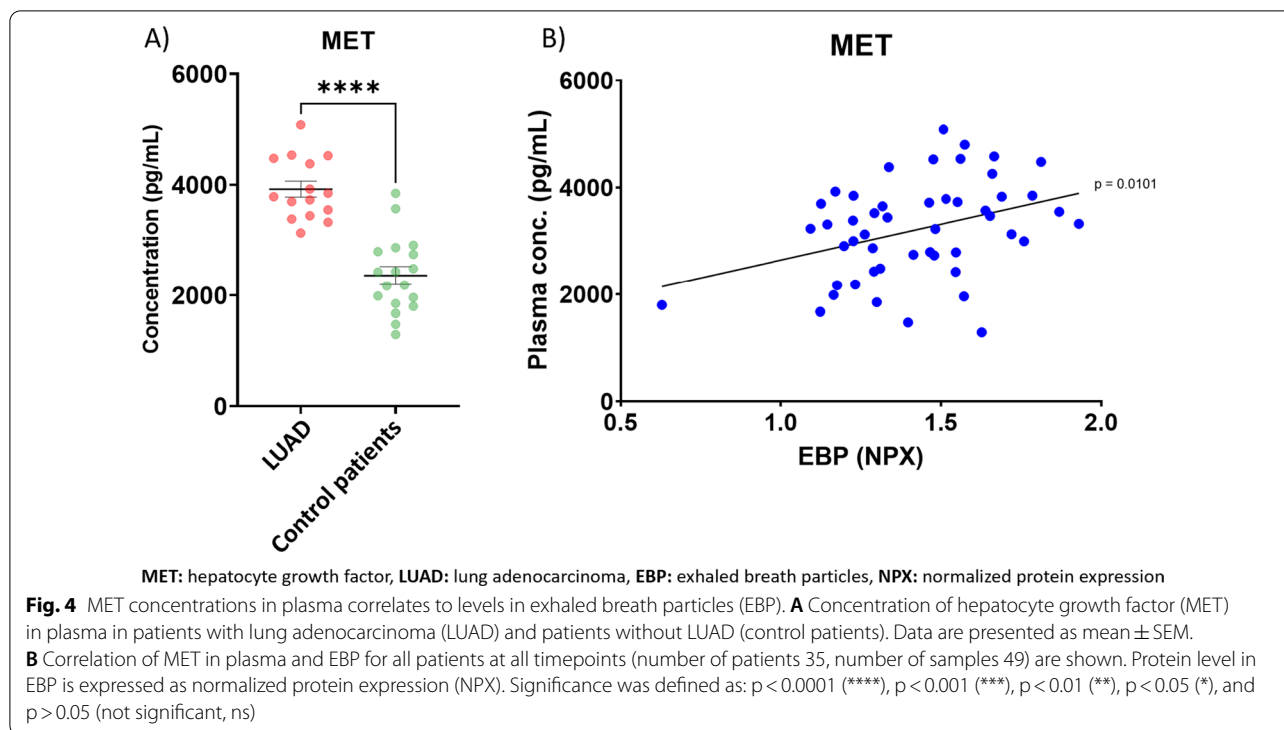 A)
MET
****
6000
4000
2000
0
Concentration (pg/mL)
LUAD
Control patients
B)
MET
6000
4000
2000
0
Plasma conc. (pg/mL)
p = 0.0101
0.5 1.0 1.5 2.0
EBP (NPX)
MET: hepatocyte growth factor, LUAD: lung adenocarcinoma, EBP: exhaled breath particles, NPX: normalized protein expression
Fig. 4 MET concentrations in plasma correlates to levels in exhaled breath particles (EBP). A Concentration of hepatocyte growth factor (MET)
in plasma in patients with lung adenocarcinoma (LUAD) and patients without LUAD (control patients). Data are presented as mean ± SEM.
B Correlation of MET in plasma and EBP for all patients at all timepoints (number of patients 35, number of samples 49) are shown. Protein level in
EBP is expressed as normalized protein expression (NPX). Significance was defined as: p < 0.0001 (****), p < 0.001 (***), p < 0.01 (**), p < 0.05 (*), and
p > 0.05 (not significant, ns)